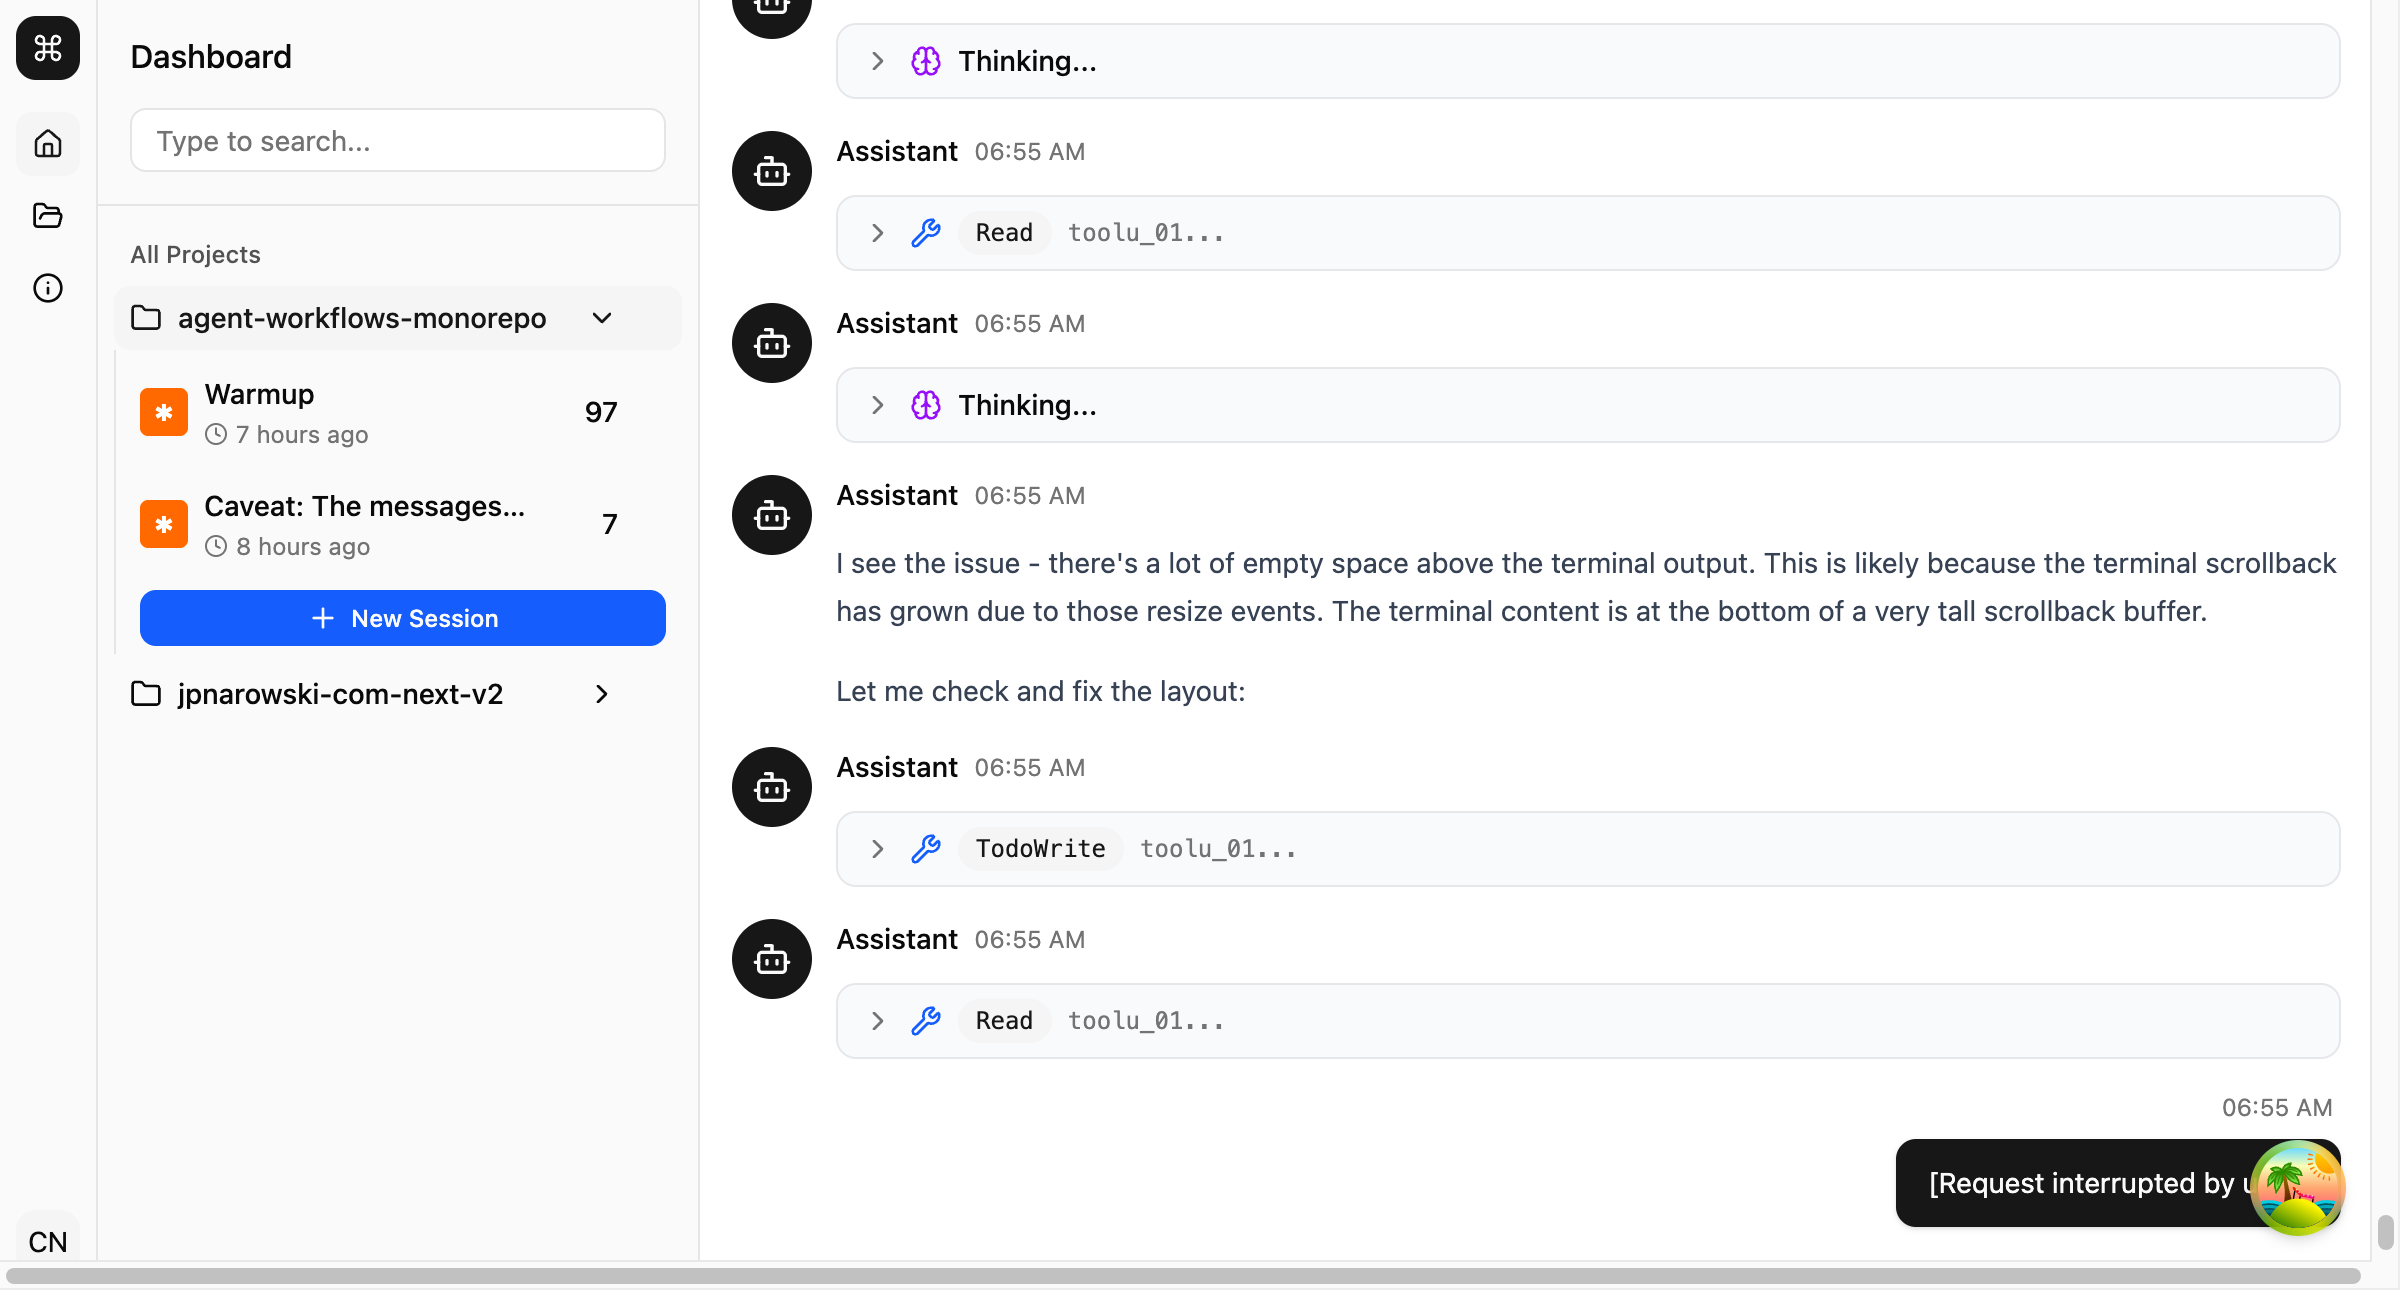 Dashboard
Type to search...
All Projects
agent-workflows-monorepo
Warmup
97
7 hours ago
Caveat: The messages...
7
8 hours ago
New Session
jpnarowski-com-next-v2
CN
Thinking...
Assistant 06:55 AM
Read toolu_01...
Assistant 06:55 AM
Thinking...
Assistant 06:55 AM
I see the issue - there's a lot of empty space above the terminal output. This is likely because the terminal scrollback
has grown due to those resize events. The terminal content is at the bottom of a very tall scrollback buffer.
Let me check and fix the layout:
Assistant 06:55 AM
TodoWrite toolu_01...
Assistant 06:55 AM
Read toolu_01...
06:55 AM
[Request interrupted by